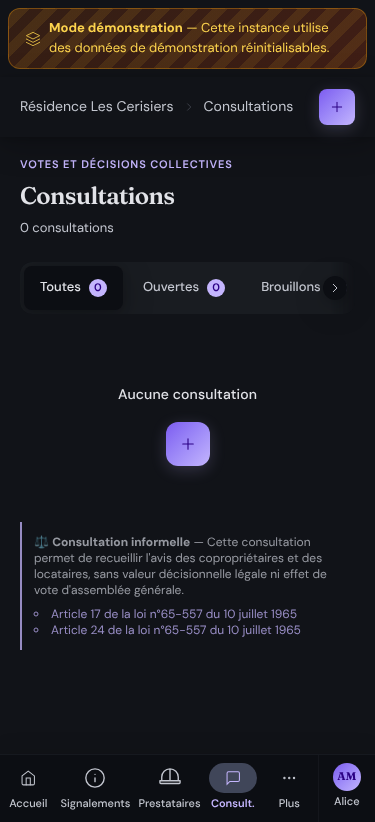 Mode démonstration — Cette instance utilise
des données de démonstration réinitialisables.
Résidence Les Cerisiers > Consultations
VOTES ET DÉCISIONS COLLECTIVES
Consultations
0 consultations
Toutes 0 Ouvertes 0 Brouillons
Aucune consultation
⚖️ Consultation informelle — Cette consultation
permet de recueillir l'avis des copropriétaires et des
locataires, sans valeur décisionnelle légale ni effet de
vote d'assemblée générale.
Article 17 de la loi n°65-557 du 10 juillet 1965
Article 24 de la loi n°65-557 du 10 juillet 1965
AM
Accueil Signalements Prestataires Consult. Plus Alice